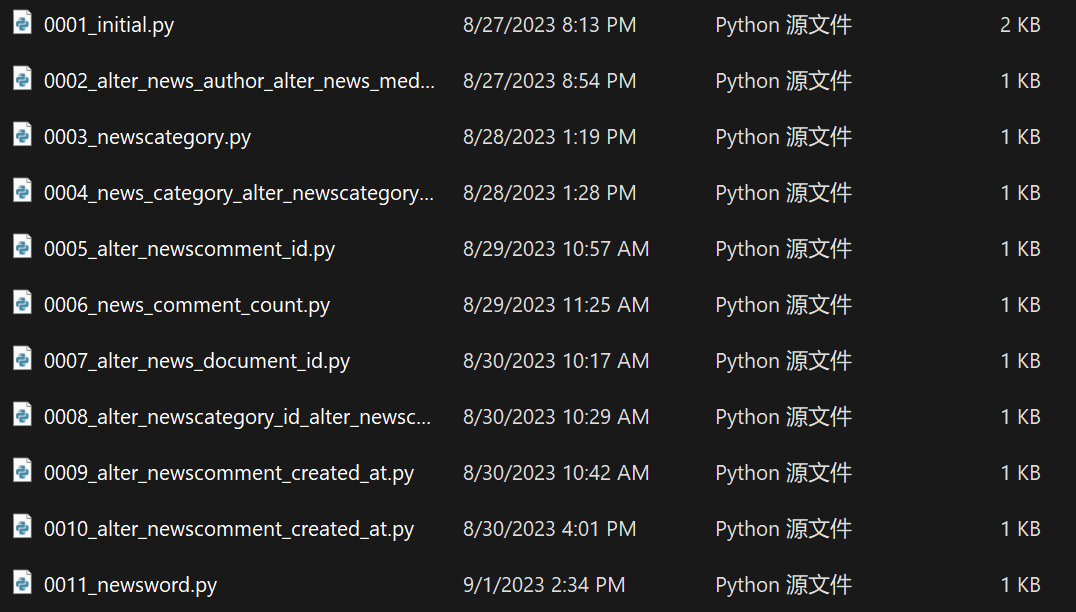 0001_initial.py 8/27/2023 8:13 PM Python 源文件 2 KB
0002_alter_news_author_alter_news_med... 8/27/2023 8:54 PM Python 源文件 1 KB
0003_newscategory.py 8/28/2023 1:19 PM Python 源文件 1 KB
0004_news_category_alter_newscategory... 8/28/2023 1:28 PM Python 源文件 1 KB
0005_alter_newscomment_id.py 8/29/2023 10:57 AM Python 源文件 1 KB
0006_news_comment_count.py 8/29/2023 11:25 AM Python 源文件 1 KB
0007_alter_news_document_id.py 8/30/2023 10:17 AM Python 源文件 1 KB
0008_alter_newscategory_id_alter_newsc... 8/30/2023 10:29 AM Python 源文件 1 KB
0009_alter_newscomment_created_at.py 8/30/2023 10:42 AM Python 源文件 1 KB
0010_alter_newscomment_created_at.py 8/30/2023 4:01 PM Python 源文件 1 KB
0011_newsword.py 9/1/2023 2:34 PM Python 源文件 1 KB